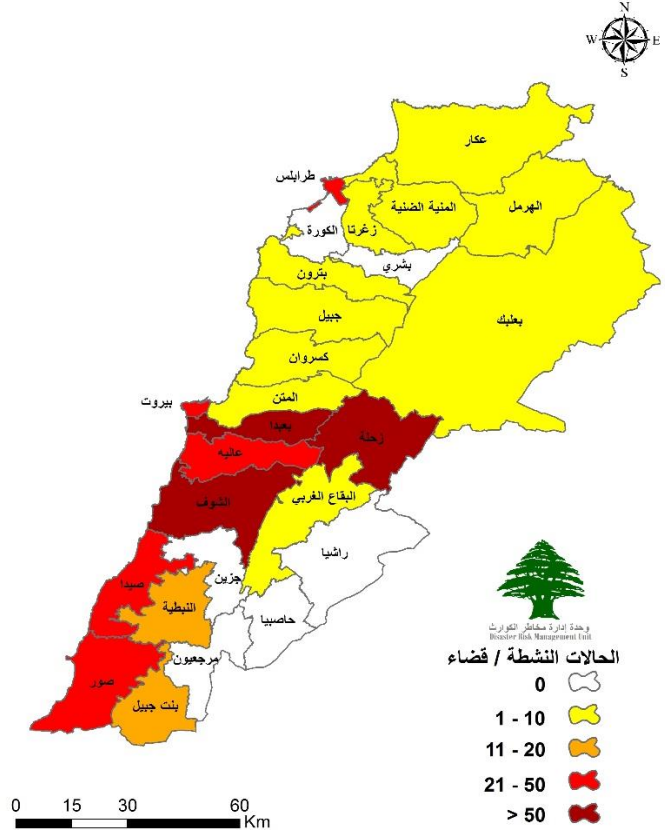 N
W E
S
عكار
طرابلس
المنية الضنية
الهرمل
زغرتا
الكورة
بشري
بترون
جبيل
بعلبك
كسروان
المتن
بيروت
بعبدا
زحلة
عاليه
البقاع الغربي
الشوف
راشيا
جزين
صيدا
النبطية
حاصبيا
مرجعيون
صور
بنت جبيل
وحدة إدارة مخاطر الكوارث
Disaster Risk Management Unit
الحالات النشطة / قضاء
0
1 - 10
11 - 20
21 - 50
> 50
0 15 30 60
Km